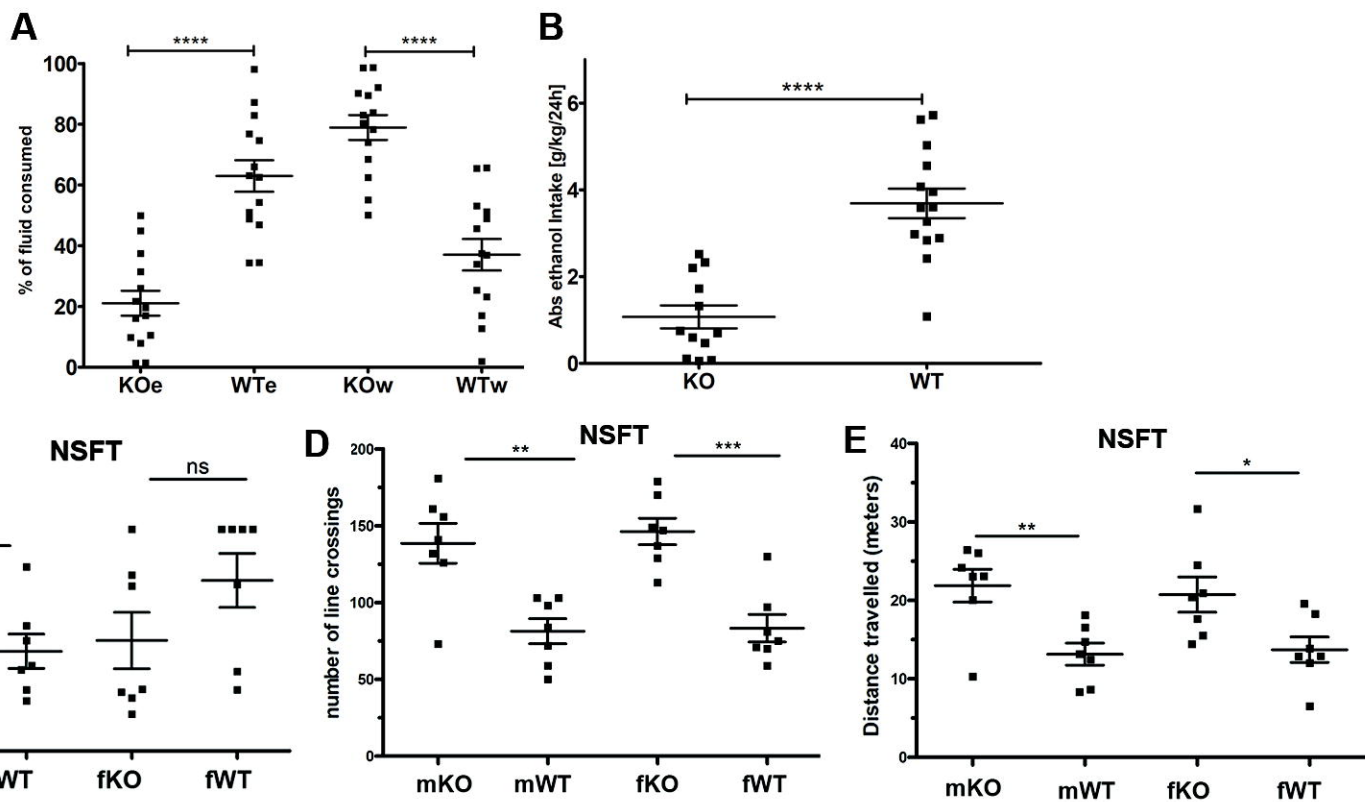 A
B
**** ****
% of fluid consumed
100
80
60
40
20
0
KOe WTe KOw WTw
****
Abs ethanol Intake [g/kg/24h]
6
4
2
0
KO WT
NSFT
ns
WT fKO fWT
D
NSFT
** ***
number of line crossings
200
150
100
50
0
mKO mWT fKO fWT
E
NSFT
** *
Distance travelled (meters)
40
30
20
10
0
mKO mWT fKO fWT